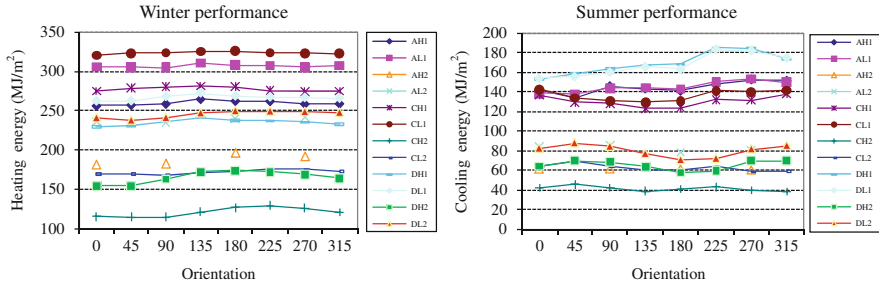 Winter performance
Heating energy (MJ/m²)
350
300
250
200
150
100
0 45 90 135 180 225 270 315
Orientation
AH1
AL1
AH2
AL2
CH1
CL1
CH2
CL2
DH1
DL1
DH2
DL2
Summer performance
Cooling energy (MJ/m²)
200
180
160
140
120
100
80
60
40
20
0
0 45 90 135 180 225 270 315
Orientation
AH1
AL1
AH2
AL2
CH1
CL1
CH2
CL2
DH1
DL1
DH2
DL2